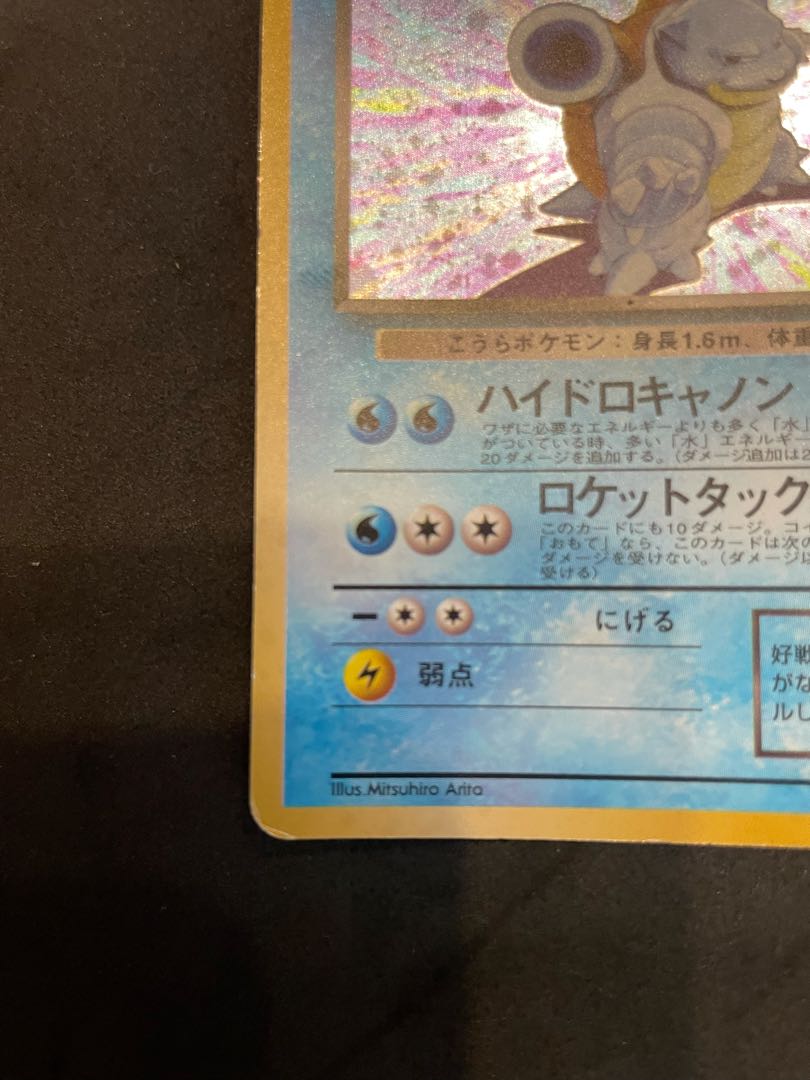 こうらポケモン：身長1.6m、体重
ハイドロキャノン
ワザに必要なエネルギーよりも多く「水」
がついている時、多い「水」エネルギー
20ダメージを追加する。（ダメージ追加は2
ロケットタック
このカードにも10ダメージ。コ
「おもて」なら、このカードは次の
ダメージを受けない。（ダメージ以
受ける）
にげる
弱点
好戦
がな
ルし
Illus.Mitsuhiro Arita